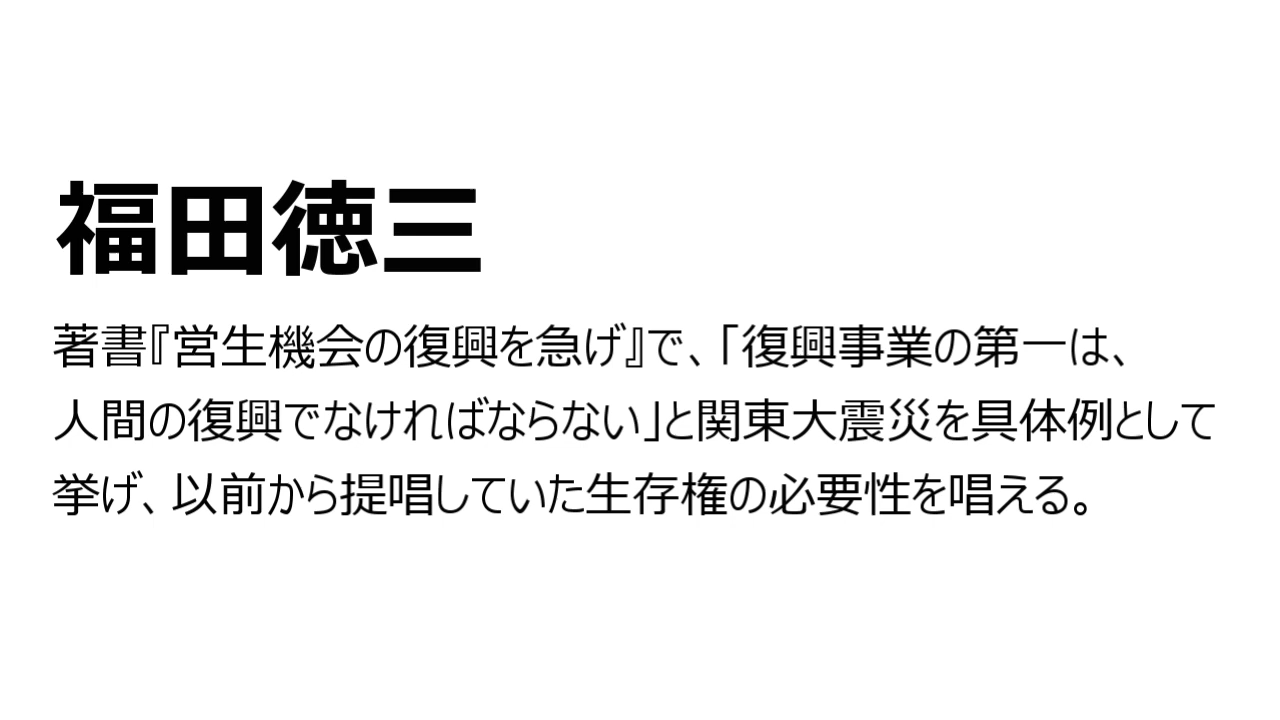 福田徳三
著書『営生機会の復興を急げ』で、「復興事業の第一は、
人間の復興でなければならない」と関東大震災を具体例として
挙げ、以前から提唱していた生存権の必要性を唱える。